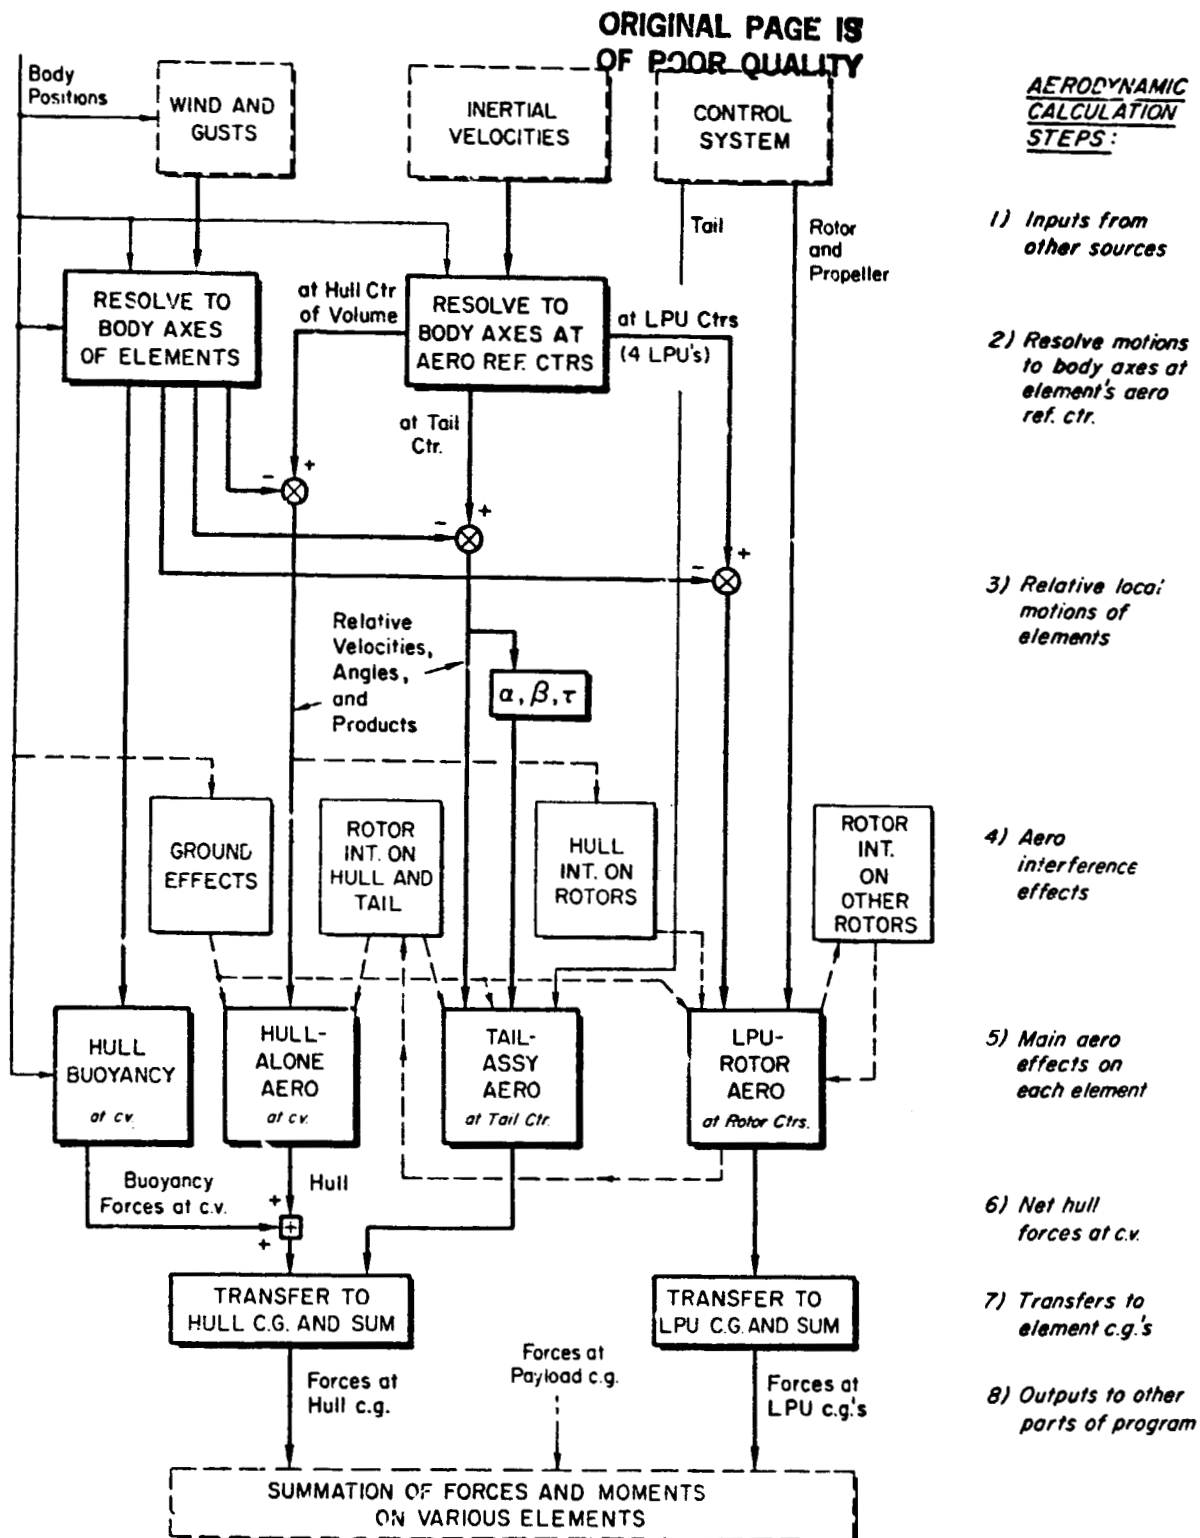 ORIGINAL PAGE IS
OF POOR QUALITY
Body
Positions
WIND AND
GUSTS
INERTIAL
VELOCITIES
CONTROL
SYSTEM
AERODYNAMIC
CALCULATION
STEPS:
Tail
Rotor
and
Propeller
1) Inputs from
other sources
RESOLVE TO
BODY AXES
OF ELEMENTS
at Hull Ctr
of Volume
RESOLVE TO
BODY AXES AT
AERO REF. CTRS
at LPU Ctrs
(4 LPU's)
2) Resolve motions
to body axes at
element's aero
ref. ctr.
at Tail
Ctr.
- +
- +
- +
3) Relative local
motions of
elements
Relative
Velocities,
Angles,
and
Products
α, β, τ
GROUND
EFFECTS
ROTOR
INT. ON
HULL AND
TAIL
HULL
INT. ON
ROTORS
ROTOR
INT.
ON
OTHER
ROTORS
4) Aero
interference
effects
HULL
BUOYANCY
at c.v.
HULL-
ALONE
AERO
at c.v.
TAIL-
ASSY
AERO
at Tail Ctr.
LPU-
ROTOR
AERO
at Rotor Ctrs.
5) Main aero
effects on
each element
Buoyancy
Forces at c.v.
Hull
+
+
+
6) Net hull
forces at c.v.
TRANSFER TO
HULL C.G. AND SUM
TRANSFER TO
LPU C.G. AND SUM
7) Transfers to
element c.g.'s
Forces at
Hull c.g.
Forces at
Payload c.g.
Forces at
LPU c.g.'s
8) Outputs to other
parts of program
SUMMATION OF FORCES AND MOMENTS
ON VARIOUS ELEMENTS